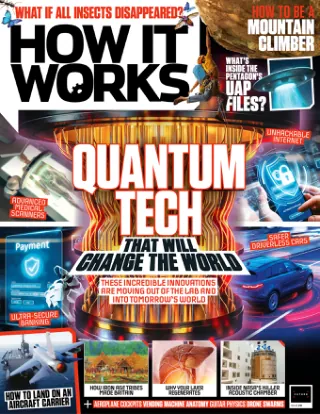 WHAT IF ALL INSECTS DISAPPEARED?
HOW TO BE A
MOUNTAIN
CLIMBER
HOW IT
WORKS
WHAT'S
INSIDE THE
PENTAGON'S
UAP
FILES?
UNHACKABLE
INTERNET
QUANTUM
TECH
THAT WILL
CHANGE THE WORLD
ADVANCED
MEDICAL
SCANNERS
SAFER
DRIVERLESS CARS
Payment
THESE INCREDIBLE INNOVATIONS
ARE MOVING OUT OF THE LAB AND
INTO TOMORROW'S WORLD
ULTRA-SECURE
BANKING
HOW TO LAND ON
AN AIRCRAFT CARRIER
HOW IRON AGE TRIBES
MADE BRITAIN
WHY YOUR LIVER
REGENERATES
INSIDE NASA'S KILLER
ACOUSTIC CHAMBER
FUTURE
+ AEROPLANE COCKPITS VENDING MACHINE ANATOMY GUITAR PHYSICS DRONE SWARMS